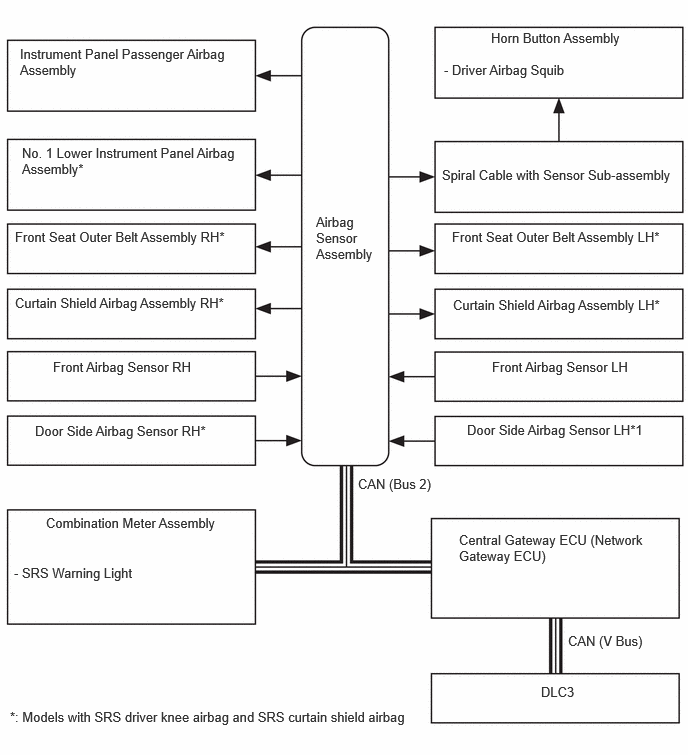 Instrument Panel Passenger Airbag
Assembly
Horn Button Assembly
- Driver Airbag Squib
No. 1 Lower Instrument Panel Airbag
Assembly*
Spiral Cable with Sensor Sub-assembly
Airbag
Sensor
Assembly
Front Seat Outer Belt Assembly RH*
Front Seat Outer Belt Assembly LH*
Curtain Shield Airbag Assembly RH*
Curtain Shield Airbag Assembly LH*
Front Airbag Sensor RH
Front Airbag Sensor LH
Door Side Airbag Sensor RH*
Door Side Airbag Sensor LH*1
CAN (Bus 2)
Combination Meter Assembly
- SRS Warning Light
Central Gateway ECU (Network
Gateway ECU)
CAN (V Bus)
DLC3
*: Models with SRS driver knee airbag and SRS curtain shield airbag